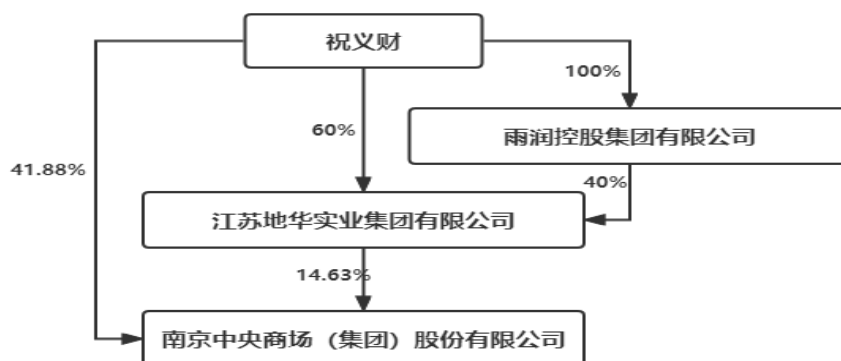 祝义财
100%
60%
雨润控股集团有限公司
41.88%
40%
江苏地华实业集团有限公司
14.63%
南京中央商场（集团）股份有限公司